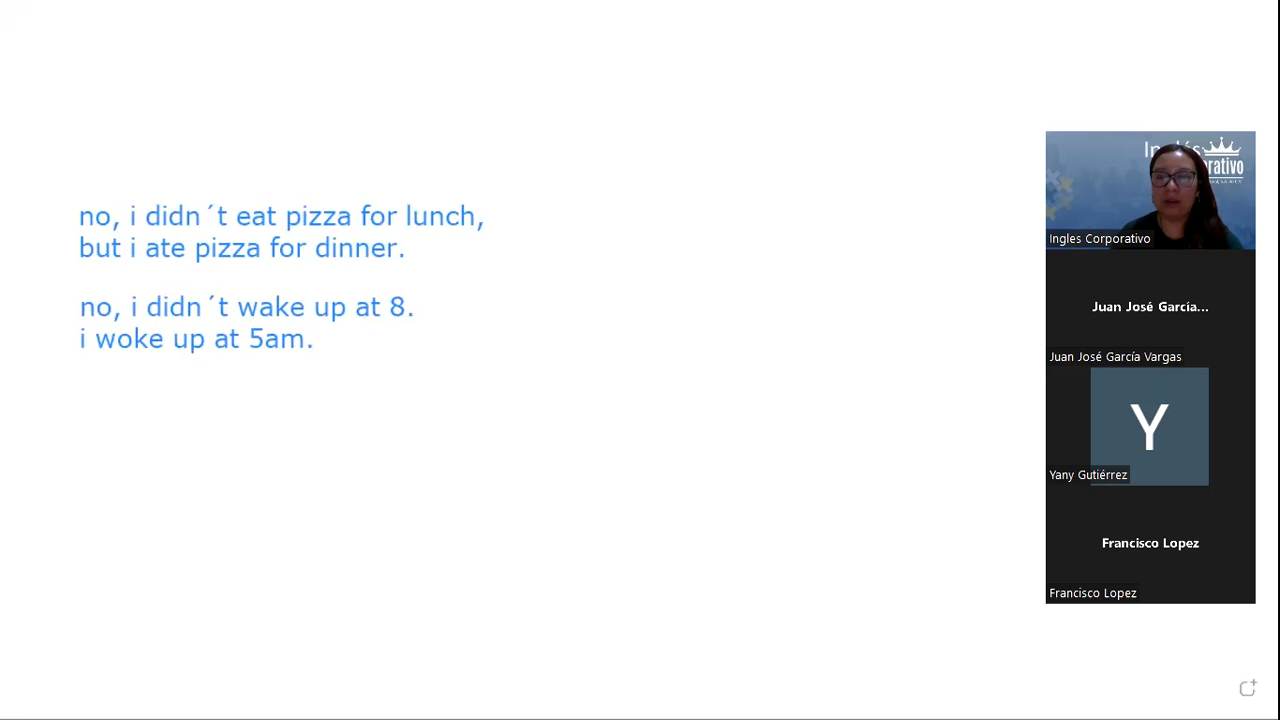 no, i didn´t eat pizza for lunch,
but i ate pizza for dinner.
no, i didn´t wake up at 8.
i woke up at 5am.
Ingles Corporativo
Juan José García...
Juan José García Vargas
Y
Yany Gutiérrez
Francisco Lopez
Francisco Lopez